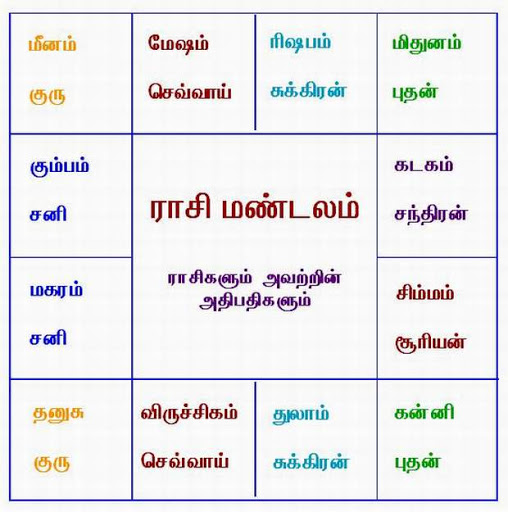 மீனம்
குரு
மேஷம்
செவ்வாய்
ரிஷபம்
சுக்கிரன்
மிதுனம்
புதன்
கும்பம்
சனி
ராசி மண்டலம்
ராசிகளும் அவற்றின்
அதிபதிகளும்
கடகம்
சந்திரன்
மகரம்
சனி
சிம்மம்
சூரியன்
தனுசு
குரு
விருச்சிகம்
செவ்வாய்
துலாம்
சுக்கிரன்
கன்னி
புதன்